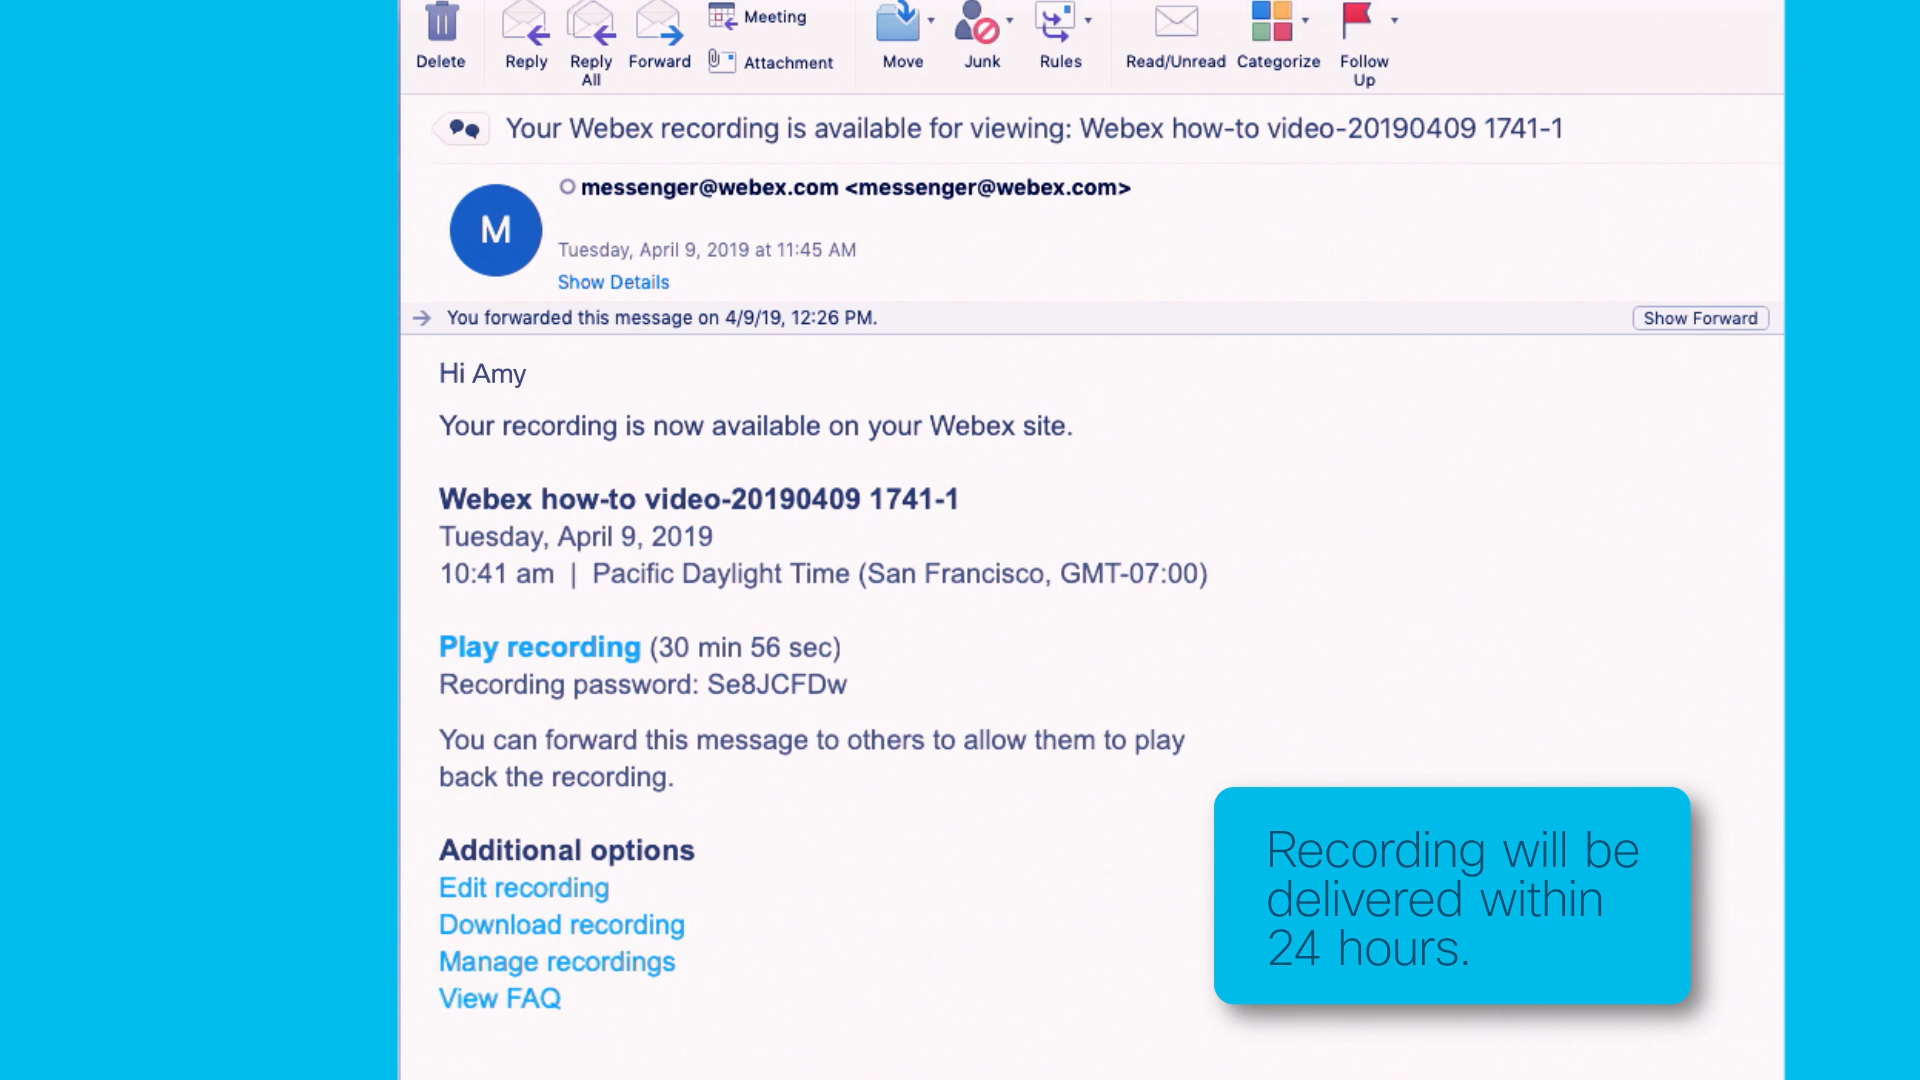 Delete
Reply
Reply All
Forward
Meeting
Attachment
Move
Junk
Rules
Read/Unread
Categorize
Follow Up
Your Webex recording is available for viewing: Webex how-to video-20190409 1741-1
M
messenger@webex.com <messenger@webex.com>
Tuesday, April 9, 2019 at 11:45 AM
Show Details
You forwarded this message on 4/9/19, 12:26 PM.
Show Forward
Hi Amy
Your recording is now available on your Webex site.
Webex how-to video-20190409 1741-1
Tuesday, April 9, 2019
10:41 am | Pacific Daylight Time (San Francisco, GMT-07:00)
Play recording (30 min 56 sec)
Recording password: Se8JCFDw
You can forward this message to others to allow them to play
back the recording.
Additional options
Edit recording
Download recording
Manage recordings
View FAQ
Recording will be
delivered within
24 hours.